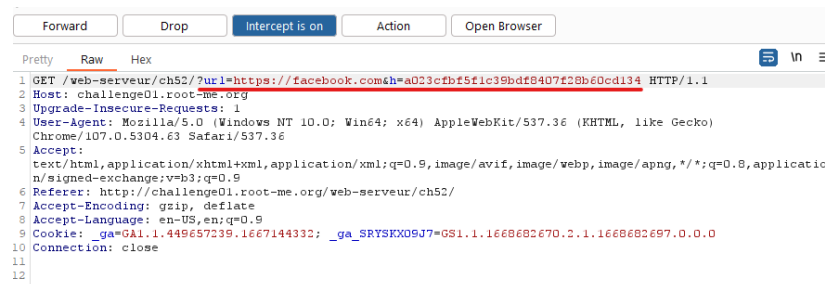 Forward Drop Intercept is on Action Open Browser
Pretty Raw Hex \n
1 GET /web-serveur/ch52/?url=https://facebook.com&h=a023cfbf5f1c39bdf8407f28b60cd134 HTTP/1.1
2 Host: challenge01.root-me.org
3 Upgrade-Insecure-Requests: 1
4 User-Agent: Mozilla/5.0 (Windows NT 10.0; Win64; x64) AppleWebKit/537.36 (KHTML, like Gecko)
Chrome/107.0.5304.63 Safari/537.36
5 Accept:
text/html,application/xhtml+xml,application/xml;q=0.9,image/avif,image/webp,image/apng,*/*;q=0.8,applicatio
n/signed-exchange;v=b3;q=0.9
6 Referer: http://challenge01.root-me.org/web-serveur/ch52/
7 Accept-Encoding: gzip, deflate
8 Accept-Language: en-US,en;q=0.9
9 Cookie: _ga=GA1.1.449657239.1667144332; _ga_SRYSKX09J7=GS1.1.1668682670.2.1.1668682697.0.0.0
10 Connection: close
11
12